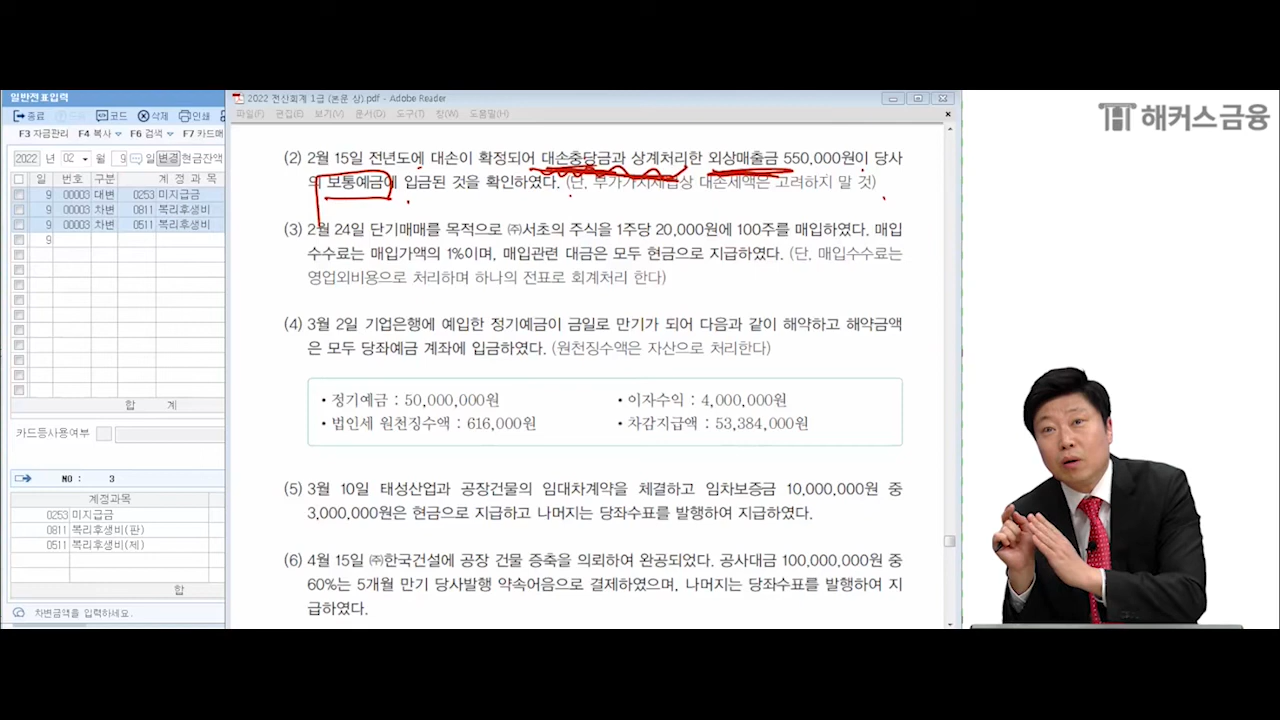 일반전표입력
2022 전산회계 1급 (본문 상).pdf - Adobe Reader
종료 코드 삭제 인쇄
파일(F) 편집(E) 보기(V) 문서(D) 도구(T) 창(W) 도움말(H)
F3 자금관리 F4 복사 F6 검색 F7 카드매
2022 년 02 월 9 일 변경 현금잔액
일 번호 구분 계 정 과 목
9 00003 대변 0253 미지급금
9 00003 차변 0811 복리후생비
9 00003 차변 0511 복리후생비
9
합 계
카드등사용여부
NO : 3
계정과목
0253 미지급금
0811 복리후생비(판)
0511 복리후생비(제)
합
차변금액을 입력하세요.
(2) 2월 15일 전년도에 대손이 확정되어 대손충당금과 상계처리한 외상매출금 550,000원이 당사
의 보통예금에 입금된 것을 확인하였다. (단, 부가가치세법상 대손세액은 고려하지 말 것)
(3) 2월 24일 단기매매를 목적으로 ㈜서초의 주식을 1주당 20,000원에 100주를 매입하였다. 매입
수수료는 매입가액의 1%이며, 매입관련 대금은 모두 현금으로 지급하였다. (단, 매입수수료는
영업외비용으로 처리하며 하나의 전표로 회계처리 한다)
(4) 3월 2일 기업은행에 예입한 정기예금이 금일로 만기가 되어 다음과 같이 해약하고 해약금액
은 모두 당좌예금 계좌에 입금하였다. (원천징수액은 자산으로 처리한다)
• 정기예금 : 50,000,000원 • 이자수익 : 4,000,000원
• 법인세 원천징수액 : 616,000원 • 차감지급액 : 53,384,000원
(5) 3월 10일 태성산업과 공장건물의 임대차계약을 체결하고 임차보증금 10,000,000원 중
3,000,000원은 현금으로 지급하고 나머지는 당좌수표를 발행하여 지급하였다.
(6) 4월 15일 ㈜한국건설에 공장 건물 증축을 의뢰하여 완공되었다. 공사대금 100,000,000원 중
60%는 5개월 만기 당사발행 약속어음으로 결제하였으며, 나머지는 당좌수표를 발행하여 지
급하였다.
해커스금융